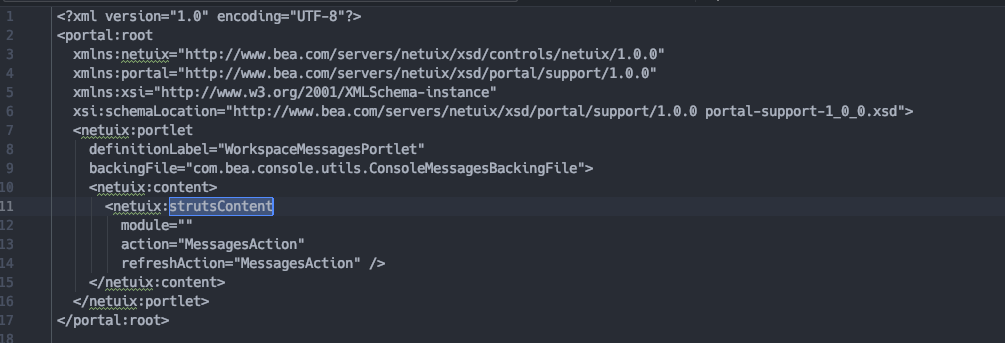 1 <?xml version="1.0" encoding="UTF-8"?>
2 <portal:root
3 xmlns:netuix="http://www.bea.com/servers/netuix/xsd/controls/netuix/1.0.0"
4 xmlns:portal="http://www.bea.com/servers/netuix/xsd/portal/support/1.0.0"
5 xmlns:xsi="http://www.w3.org/2001/XMLSchema-instance"
6 xsi:schemaLocation="http://www.bea.com/servers/netuix/xsd/portal/support/1.0.0 portal-support-1_0_0.xsd">
7 <netuix:portlet
8 definitionLabel="WorkspaceMessagesPortlet"
9 backingFile="com.bea.console.utils.ConsoleMessagesBackingFile">
10 <netuix:content>
11 <netuix:strutsContent
12 module=""
13 action="MessagesAction"
14 refreshAction="MessagesAction" />
15 </netuix:content>
16 </netuix:portlet>
17 </portal:root>
18